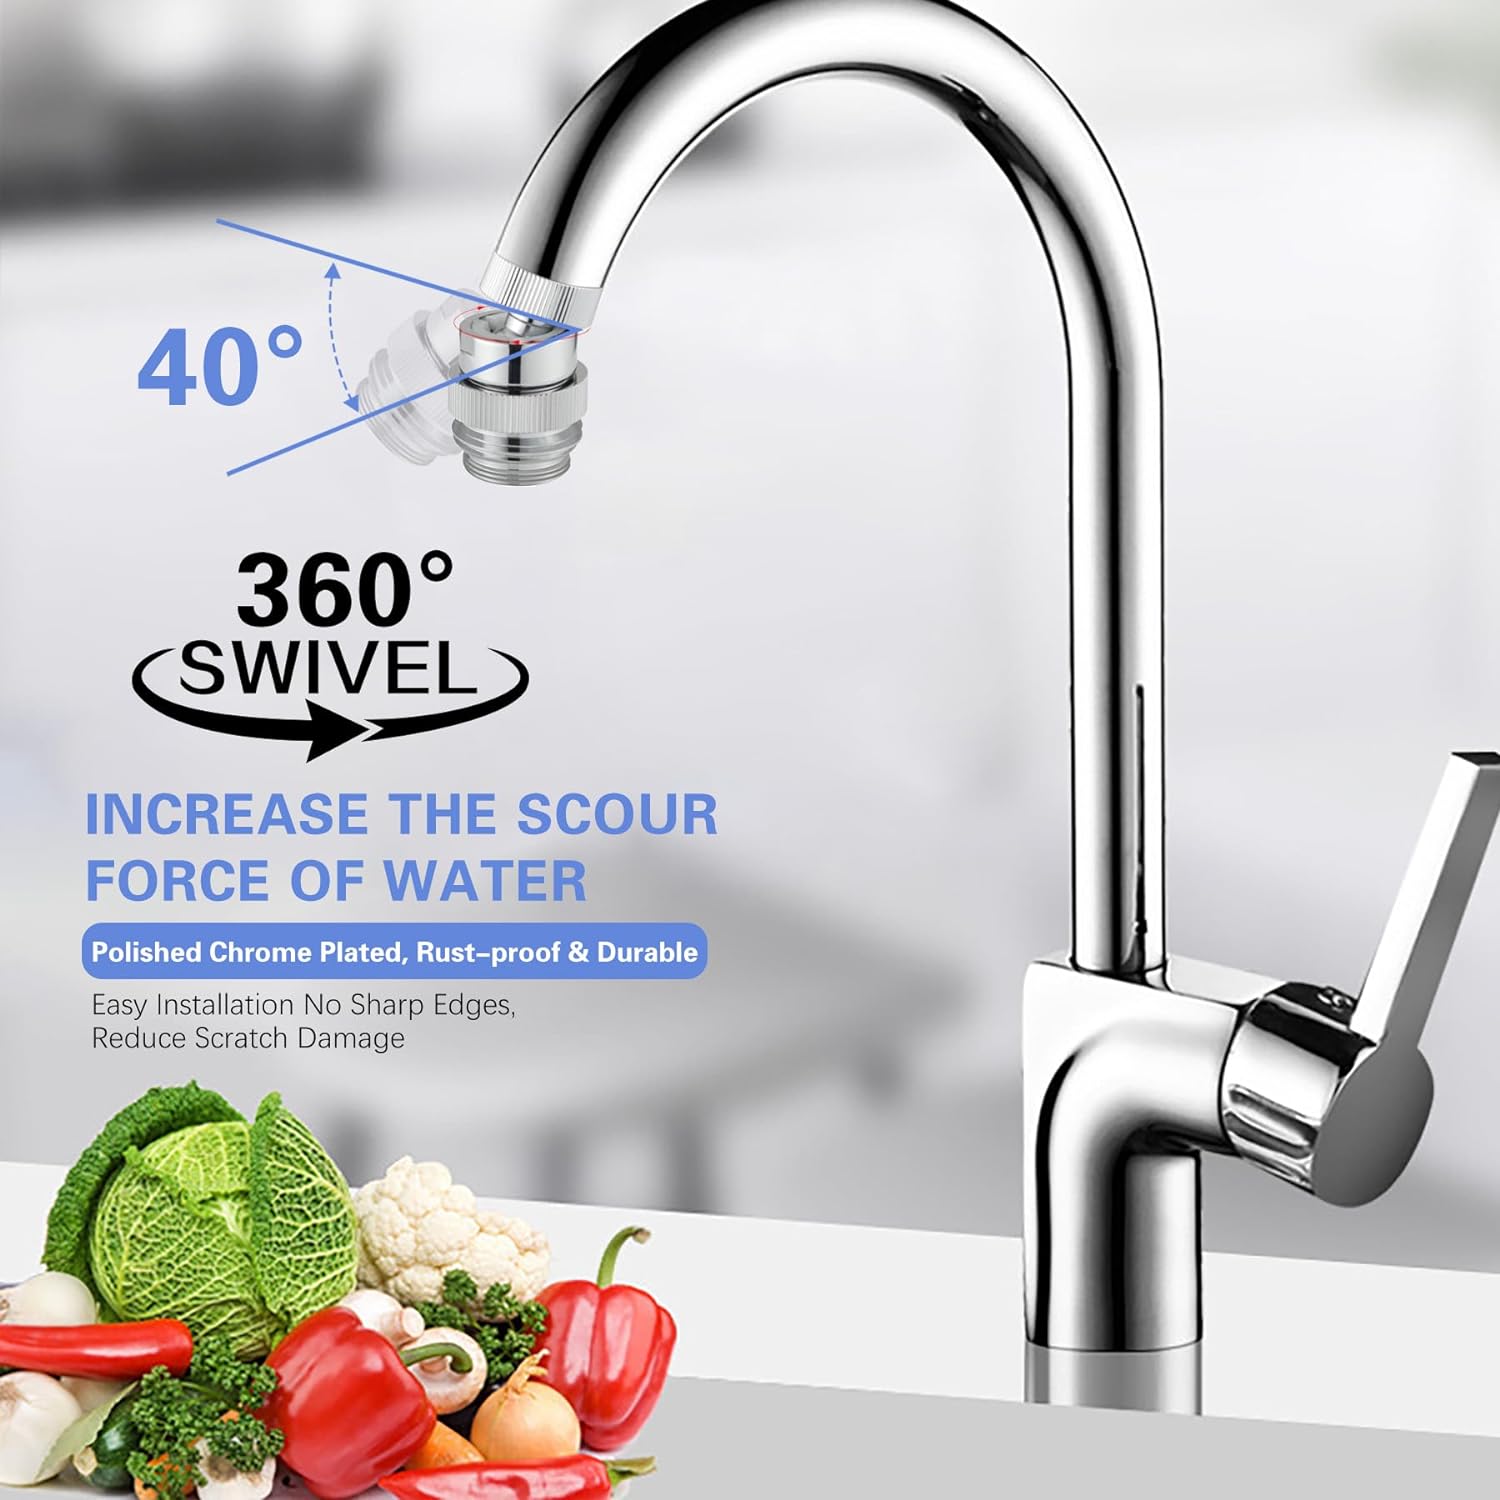 40°
360°
SWIVEL
INCREASE THE SCOUR
FORCE OF WATER
Polished Chrome Plated, Rust-proof & Durable
Easy Installation No Sharp Edges,
Reduce Scratch Damage